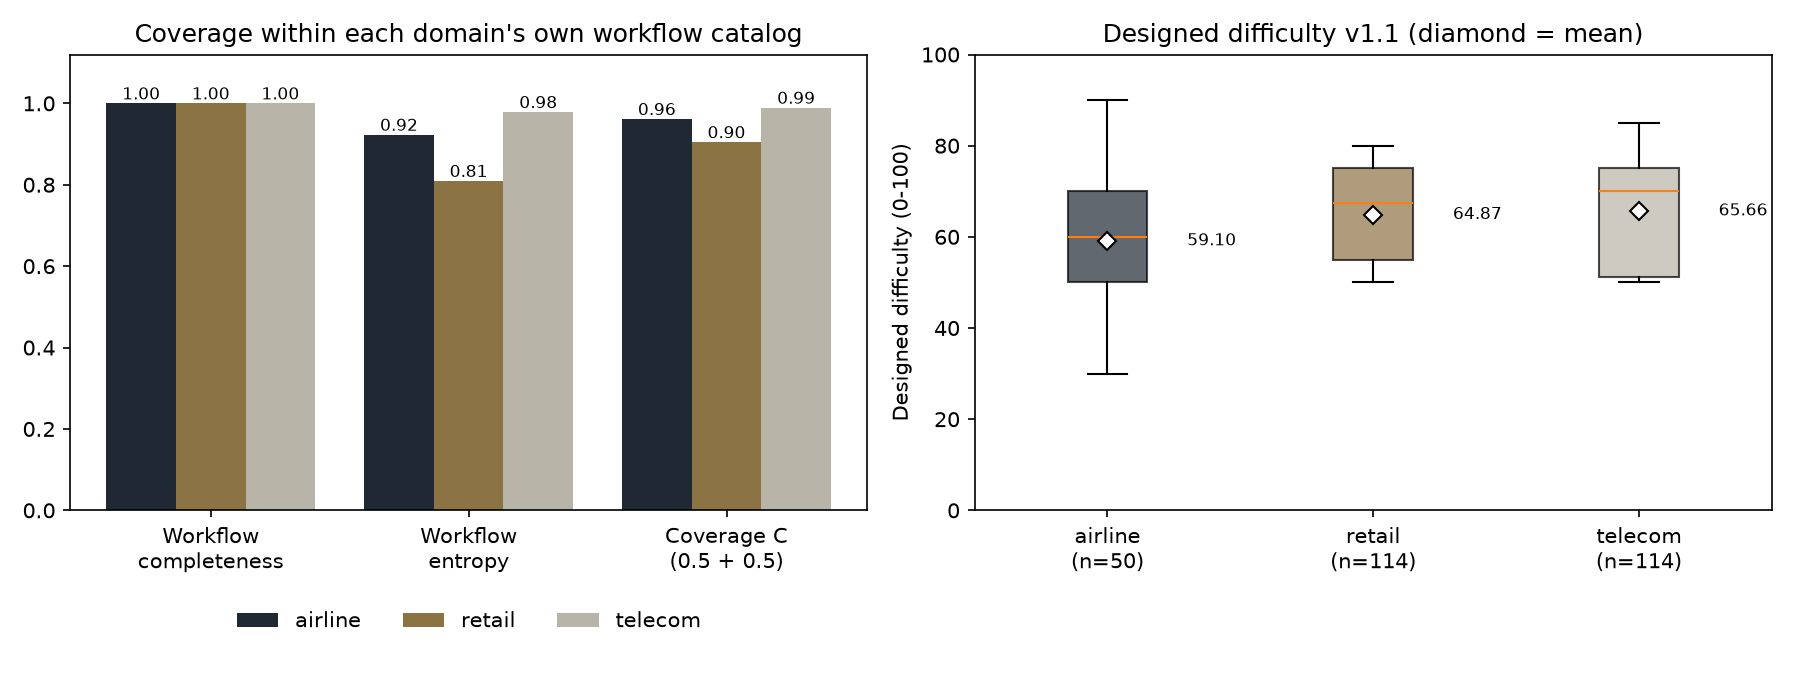 Coverage within each domain's own workflow catalog
1.0
0.8
0.6
0.4
0.2
0.0
1.00 1.00 1.00
0.92 0.81 0.98
0.96 0.90 0.99
Workflow
completeness
Workflow
entropy
Coverage C
(0.5 + 0.5)
airline retail telecom
Designed difficulty v1.1 (diamond = mean)
Designed difficulty (0-100)
100
80
60
40
20
0
59.10
64.87
65.66
airline
(n=50)
retail
(n=114)
telecom
(n=114)